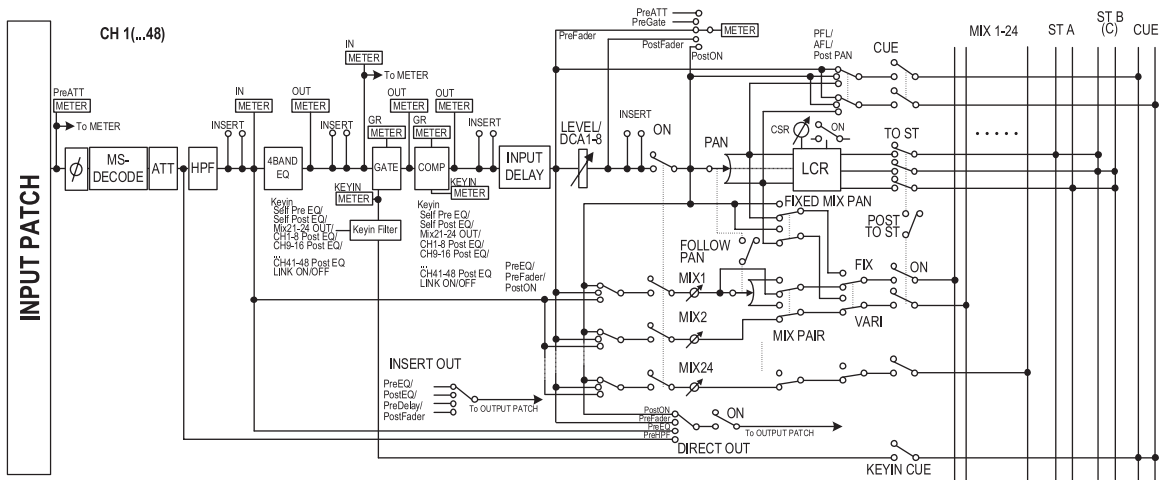 CH 1(...48)
INPUT PATCH
PreATT
METER
To METER
Ø
MS-
DECODE
ATT
HPF
INSERT
IN
METER
4BAND
EQ
OUT
METER
INSERT
IN
METER
To METER
GATE
OUT
METER
GR
METER
KEYIN
METER
Keyin Filter
COMP
OUT
METER
GR
METER
KEYIN
METER
INSERT
INPUT
DELAY
Keyin
Self Pre EQ/
Self Post EQ/
Mix21-24 OUT/
CH1-8 Post EQ/
CH9-16 Post EQ/
...
CH41-48 Post EQ
LINK ON/OFF
Keyin
Self Pre EQ/
Self Post EQ/
Mix21-24 OUT/
CH1-8 Post EQ/
CH9-16 Post EQ/
...
CH41-48 Post EQ
LINK ON/OFF
PreATT
PreGate
PreFader
PostFader
PostON
METER
LEVEL/
DCA1-8
INSERT
ON
PAN
PFL/
AFL/
Post PAN
CUE
CSR
ON
LCR
TO ST
FIXED MIX PAN
FOLLOW
PAN
POST
TO ST
PreEQ/
PreFader/
PostON
MIX1
MIX2
MIX24
FIX
VARI
ON
MIX PAIR
INSERT OUT
PreEQ/
PostEQ/
PreDelay/
PostFader
To OUTPUT PATCH
PostON
PreFader
PreEQ
PreHPF
ON
To OUTPUT PATCH
DIRECT OUT
KEYIN CUE
MIX 1-24
.....
ST A
ST B
(C)
CUE